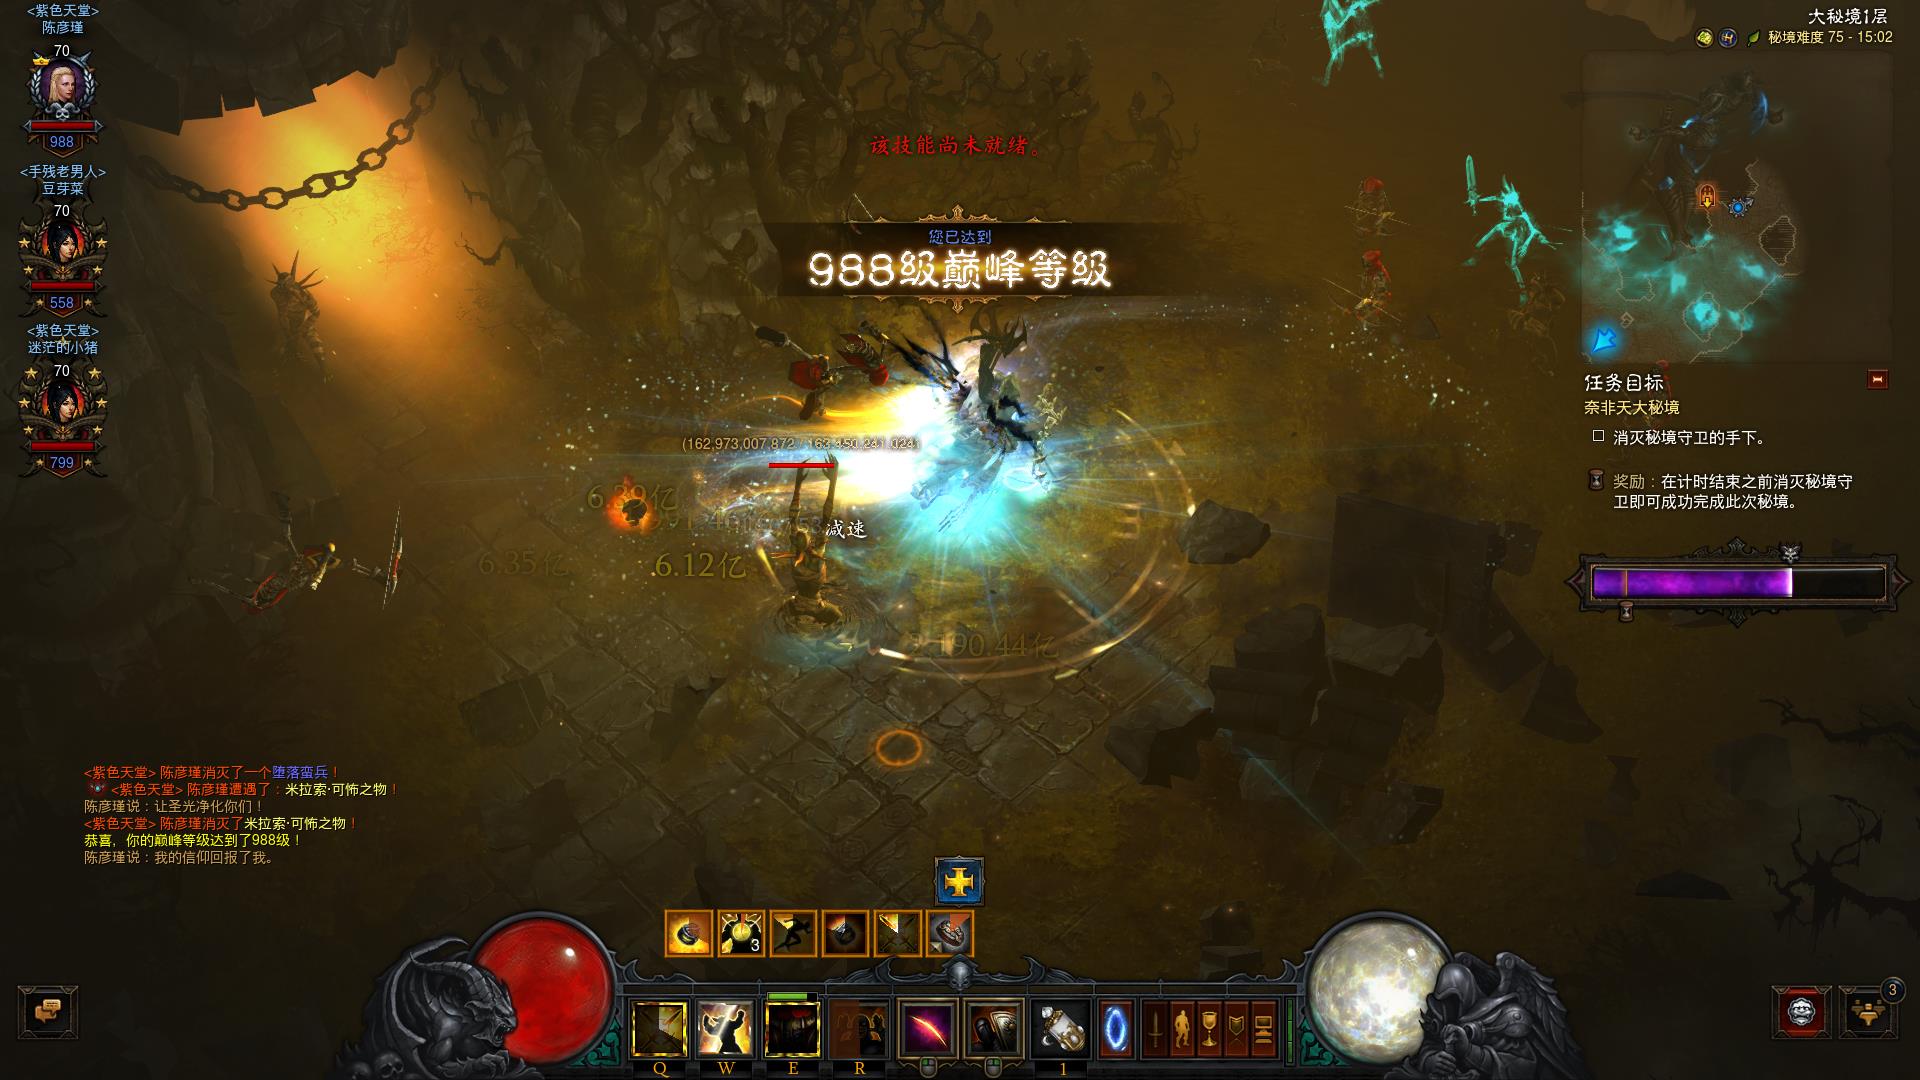 <紫色天堂>
陈彦瑾
70
988
<手残老男人>
豆芽菜
70
558
<紫色天堂>
迷茫的小猪
70
799
大秘境1层
秘境难度 75 - 15:02
该技能尚未就绪。
您已达到
988级巅峰等级
6.12亿
6.35亿
减速
2,190.44亿
任务目标
奈非天大秘境
消灭秘境守卫的手下。
奖励：在计时结束之前消灭秘境守
卫即可成功完成此次秘境。
<紫色天堂> 陈彦瑾消灭了一个堕落蛮兵！
<紫色天堂> 陈彦瑾遭遇了：米拉索·可怖之物！
陈彦瑾说：让圣光净化你们！
<紫色天堂> 陈彦瑾消灭了米拉索·可怖之物！
恭喜，你的巅峰等级达到了988级！
陈彦瑾说：我的信仰回报了我。
3
Q W E R 1
3